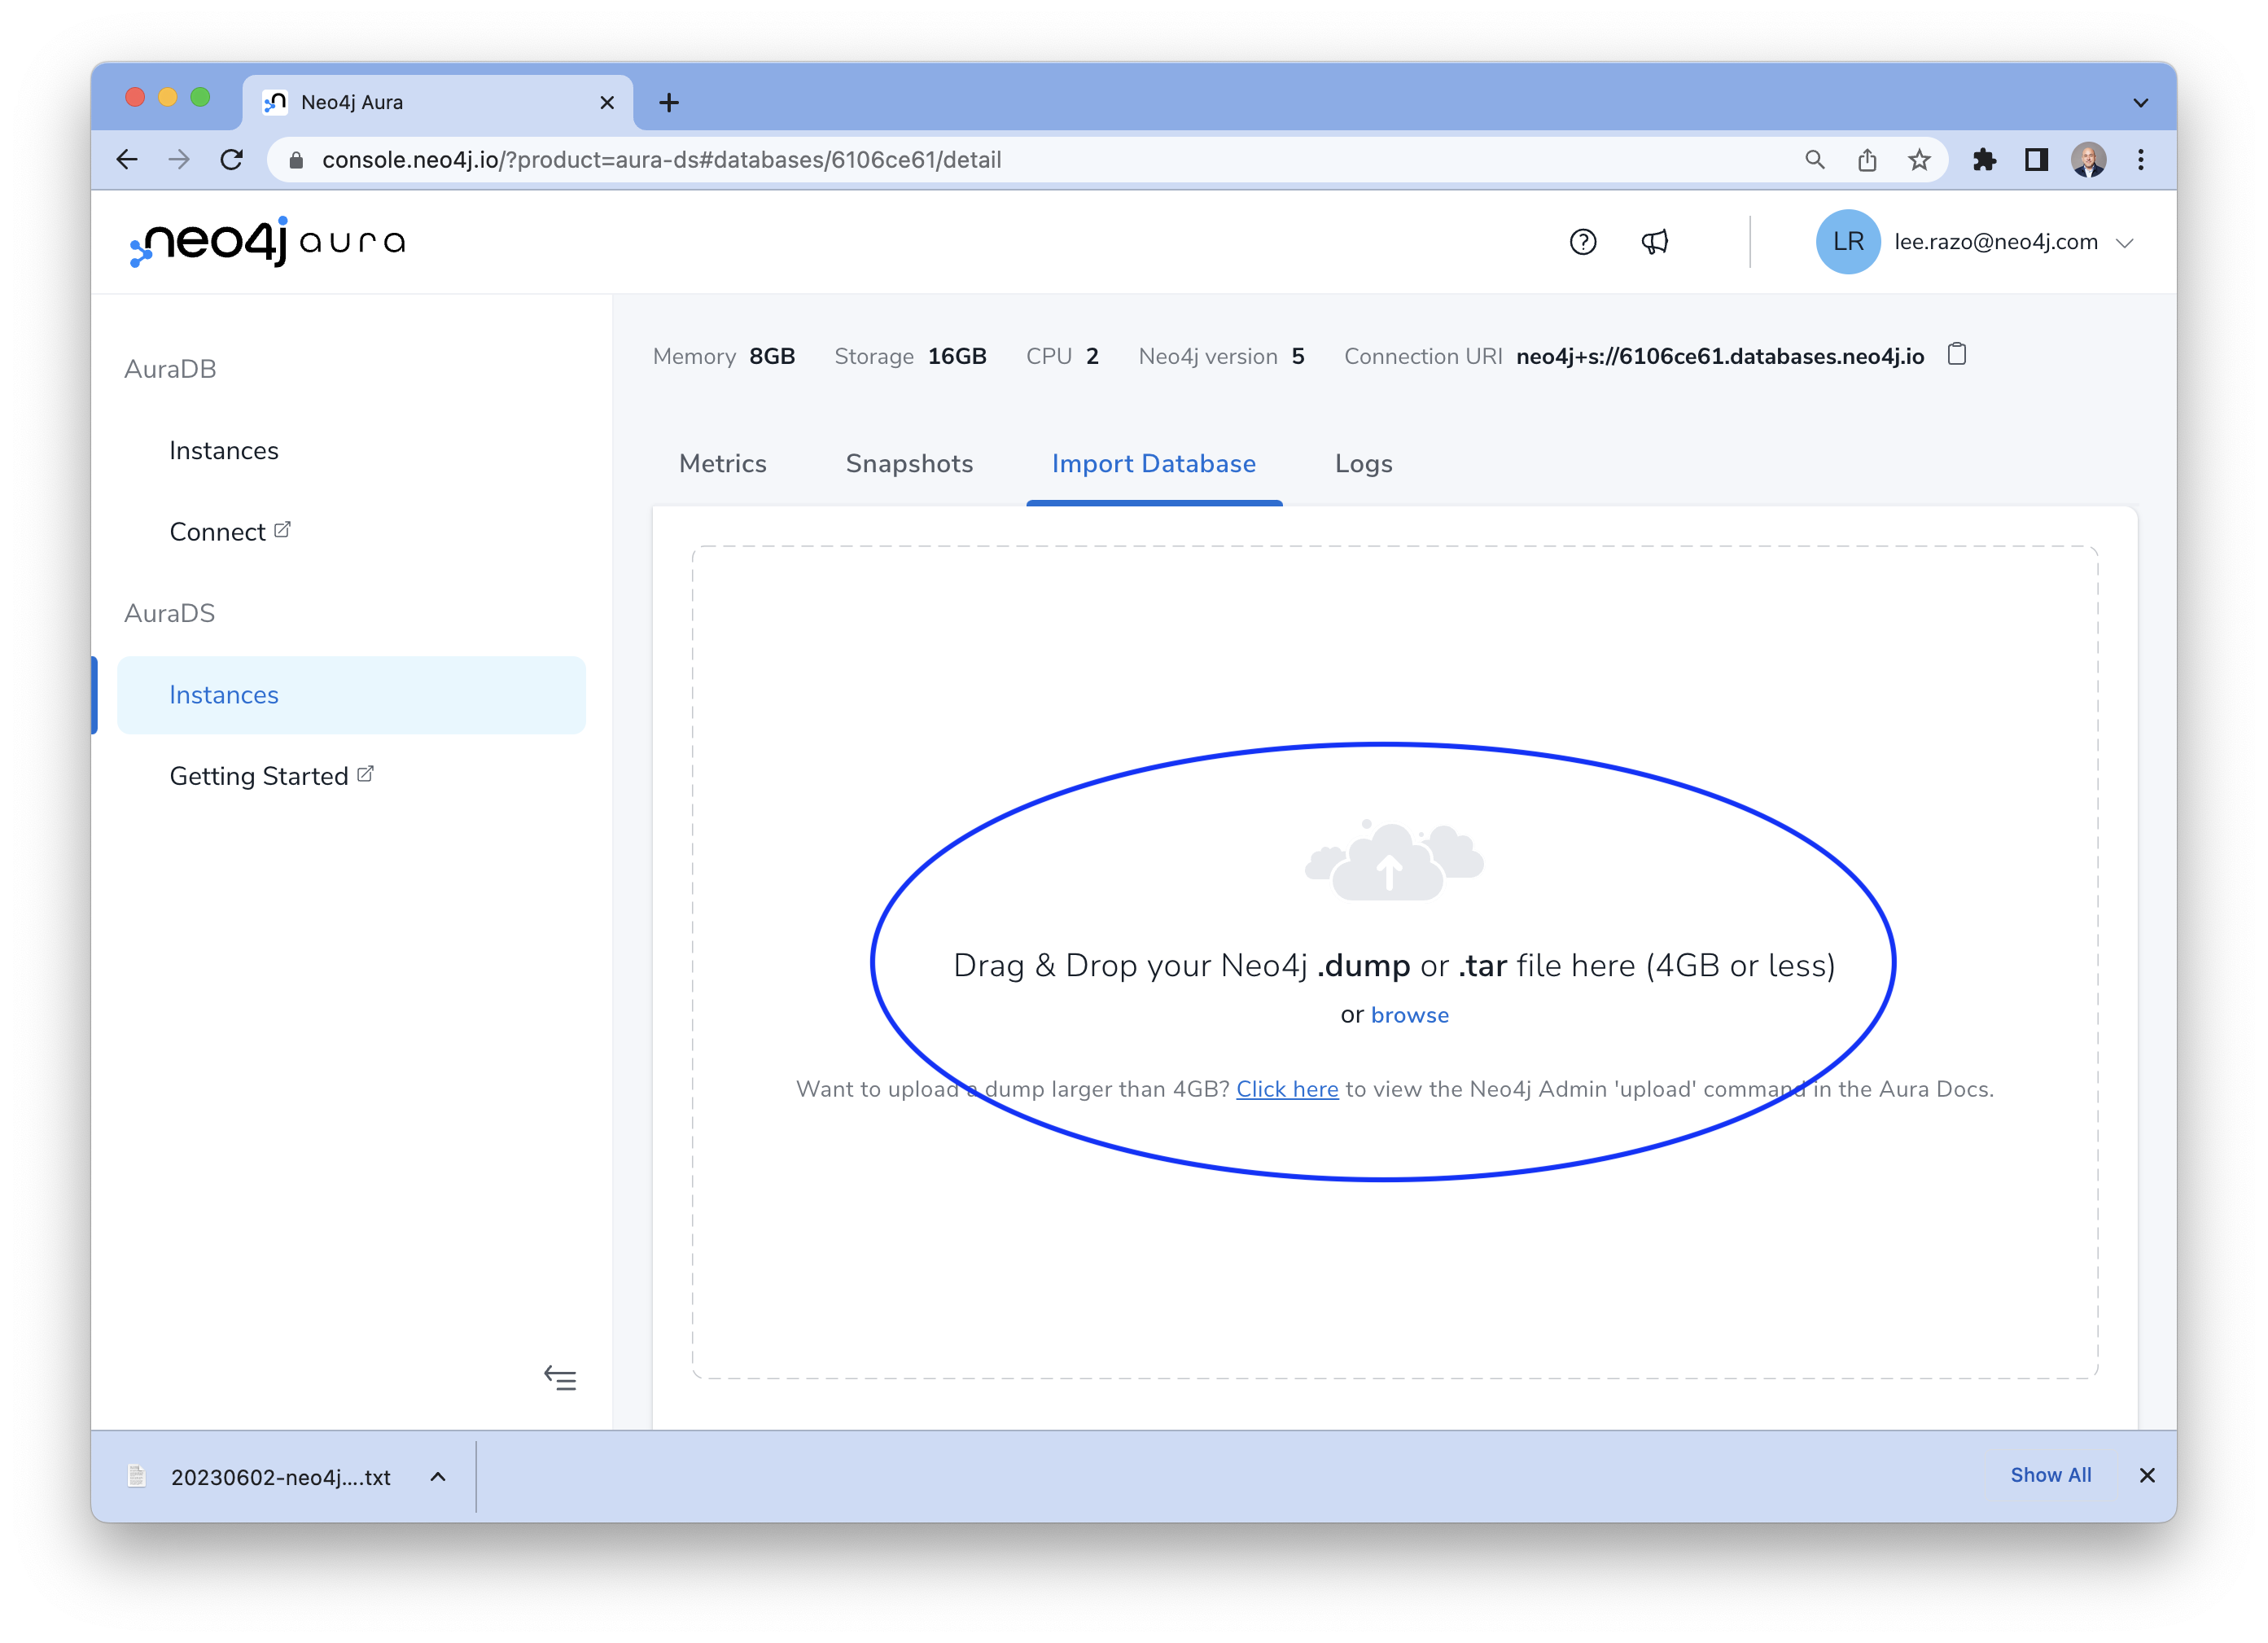 Neo4j Aura
console.neo4j.io/?product=aura-ds#databases/6106ce61/detail
neo4j aura
LR lee.razo@neo4j.com
Memory 8GB Storage 16GB CPU 2 Neo4j version 5 Connection URI neo4j+s://6106ce61.databases.neo4j.io
AuraDB
Instances
Connect
AuraDS
Instances
Getting Started
Metrics Snapshots Import Database Logs
Drag & Drop your Neo4j .dump or .tar file here (4GB or less)
or browse
Want to upload a dump larger than 4GB? Click here to view the Neo4j Admin 'upload' command in the Aura Docs.
20230602-neo4j....txt
Show All